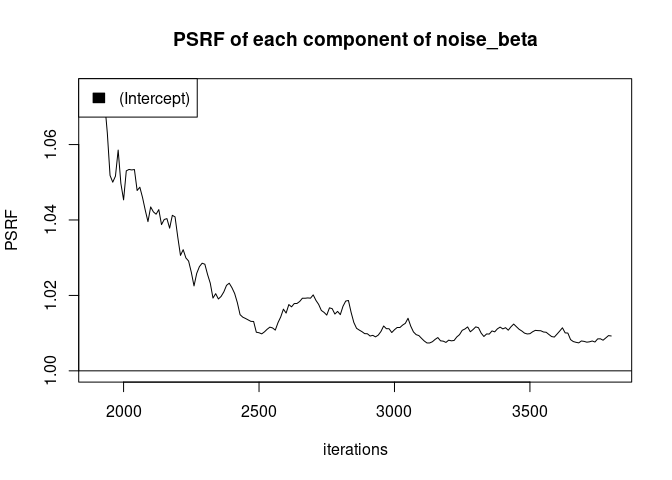 PSRF of each component of noise_beta
(Intercept)
1.06
1.04
1.02
1.00
PSRF
2000 2500 3000 3500
iterations